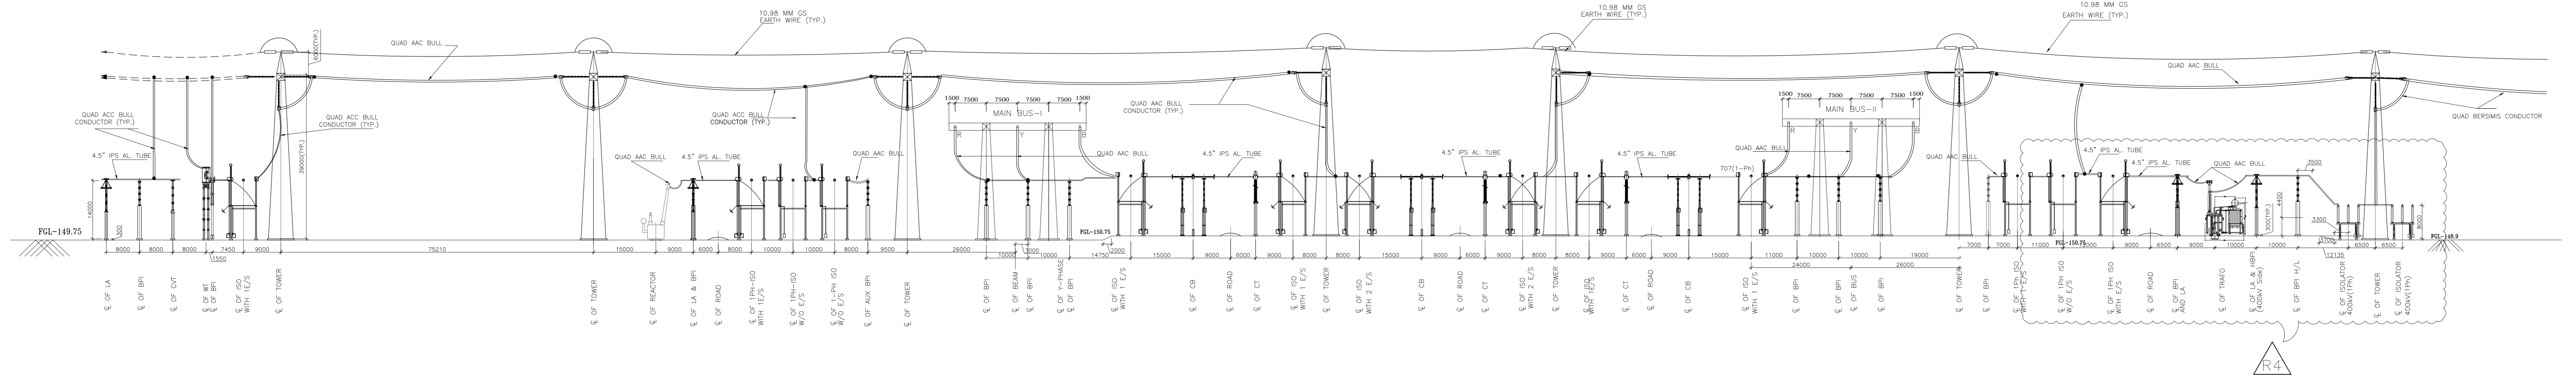 10.98 MM GS
EARTH WIRE (TYP.)
10.98 MM GS
EARTH WIRE (TYP.)
10.98 MM GS
EARTH WIRE (TYP.)
6000(TYP.)
QUAD AAC BULL
QUAD AAC BULL
QUAD AAC BULL
CONDUCTOR (TYP.)
QUAD AAC BULL
CONDUCTOR (TYP.)
QUAD ACC BULL
CONDUCTOR (TYP.)
QUAD AAC BULL
CONDUCTOR (TYP.)
QUAD BERSIMIS CONDUCTOR
1500 7500 7500 7500 1500
MAIN BUS-I
R Y B
1500 7500 7500 7500 1500
MAIN BUS-II
R Y B
39000(TYP.)
4.5" IPS AL. TUBE
QUAD AAC BULL
4.5" IPS AL. TUBE
QUAD AAC BULL
QUAD AAC BULL
4.5" IPS AL. TUBE
4.5" IPS AL. TUBE
4.5" IPS AL. TUBE
707(1-Ph)
QUAD AAC BULL
QUAD AAC BULL
4.5" IPS AL. TUBE
4.5" IPS AL. TUBE
QUAD AAC BULL
3500
14000
1300
4400
3300
8000
FGL-149.75
FGL-150.75
FGL-150.75
FGL-148.9
8000 8000 8000 1550 7450 9000 75210 15000 9000 6000 8000 10000 10000 8000 9500 26000
10000 3000 10000 14750 2000 15000 9000 6000 9000 8000 8000 15000 9000 6000 9000 8000 8000 9000 6000 9000 15000 11000 10000 10000 19000
24000 26000
7000 7000 11000 9000 6500 9000 10000 10000 12135 6500 6500
℄ OF LA
℄ OF BPI
℄ OF CVT
℄ OF WT
℄ OF BPI
℄ OF ISO
WITH 1E/S
℄ OF TOWER
℄ OF TOWER
℄ OF REACTOR
℄ OF LA & BPI
℄ OF ROAD
℄ OF 1PH-ISO
WITH 1E/S
℄ OF 1PH-ISO
W/O E/S
℄ OF 1-PH ISO
W/O E/S
℄ OF AUX BPI
℄ OF TOWER
℄ OF BPI
℄ OF BEAM
℄ OF BPI
℄ OF Y-PHASE
℄ OF BPI
℄ OF ISO
WITH 1 E/S
℄ OF CB
℄ OF ROAD
℄ OF CT
℄ OF ISO
WITH 1 E/S
℄ OF TOWER
℄ OF ISO
WITH 2 E/S
℄ OF CB
℄ OF ROAD
℄ OF CT
℄ OF ISO
WITH 2 E/S
℄ OF TOWER
℄ OF ISO
WITH 1E/S
℄ OF CT
℄ OF ROAD
℄ OF CB
℄ OF ISO
WITH 1 E/S
℄ OF BPI
℄ OF BPI
℄ OF BUS
℄ OF BPI
℄ OF TOWER
℄ OF BPI
℄ OF 1PH ISO
WITH 1 E/S
℄ OF 1PH ISO
W/O E/S
℄ OF 1PH ISO
WITH E/S
℄ OF ROAD
℄ OF BPI
AND LA
℄ OF TRAFO
℄ OF LA & HBPI
(400kV Side)
℄ OF BPI H/L
℄ OF ISOLATOR
400kV(1Ph)
℄ OF TOWER
℄ OF ISOLATOR
400kV(1Ph)
R4